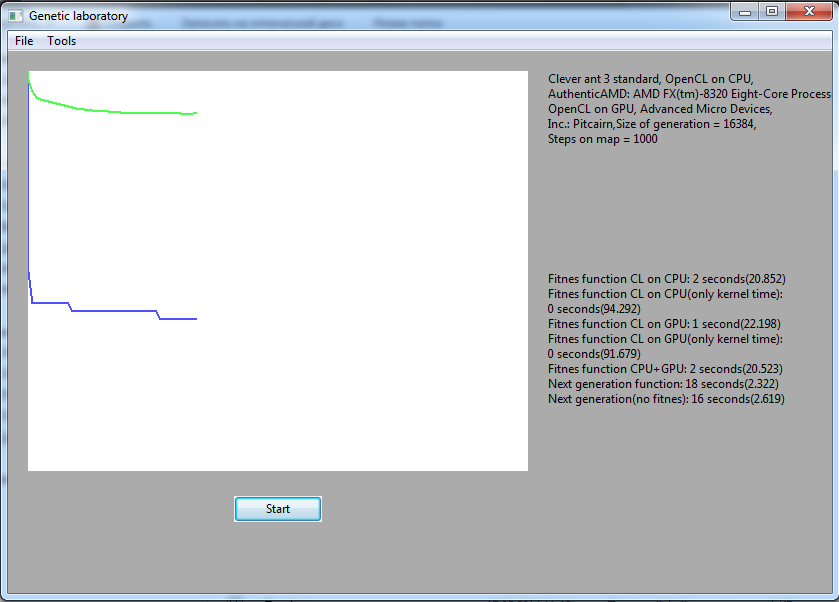 Genetic laboratory
File Tools
Clever ant 3 standard, OpenCL on CPU,
AuthenticAMD: AMD FX(tm)-8320 Eight-Core Process
OpenCL on GPU, Advanced Micro Devices,
Inc.: Pitcairn,Size of generation = 16384,
Steps on map = 1000
Fitnes function CL on CPU: 2 seconds(20.852)
Fitnes function CL on CPU(only kernel time):
0 seconds(94.292)
Fitnes function CL on GPU: 1 second(22.198)
Fitnes function CL on GPU(only kernel time):
0 seconds(91.679)
Fitnes function CPU+GPU: 2 seconds(20.523)
Next generation function: 18 seconds(2.322)
Next generation(no fitnes): 16 seconds(2.619)
Start